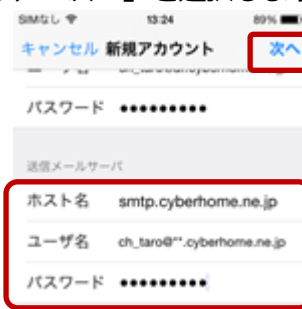 SIMなし 13:24 89%
キャンセル 新規アカウント 次へ
パスワード ●●●●●●●●●
送信メールサーバ
ホスト名 smtp.cyberhome.ne.jp
ユーザ名 ch_taro@**.cyberhome.ne.jp
パスワード ●●●●●●●●●